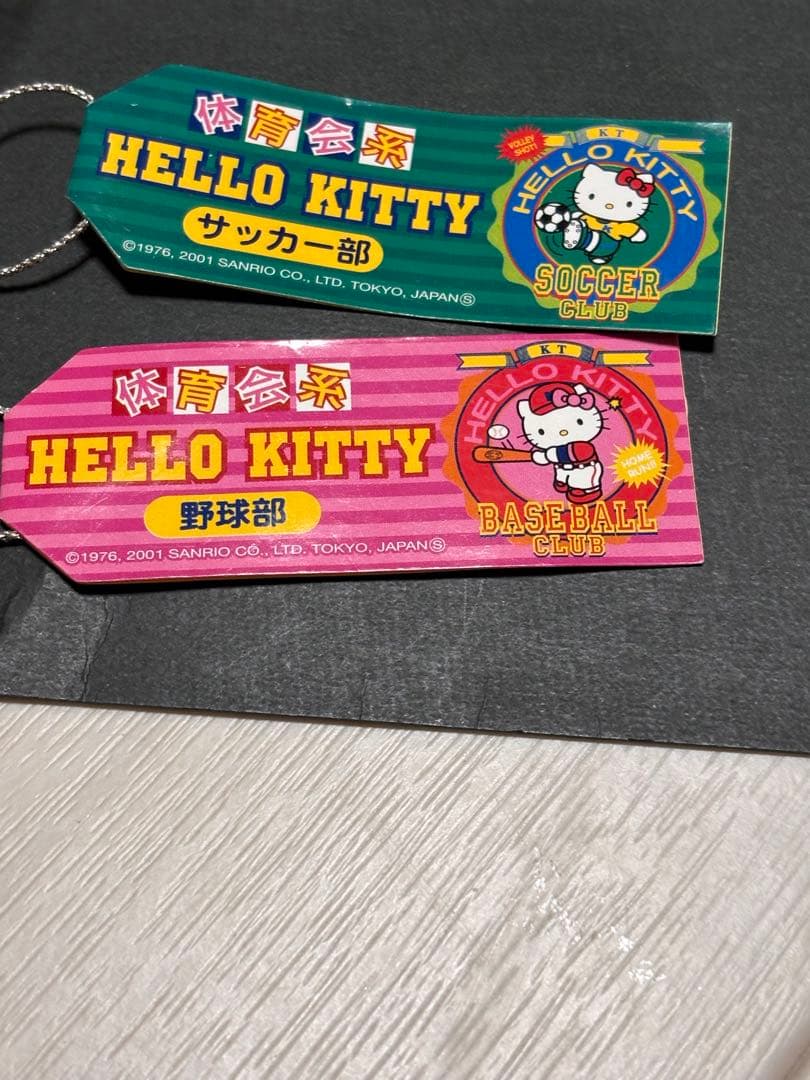 体育会系
HELLO KITTY
サッカー部
©1976, 2001 SANRIO CO., LTD. TOKYO, JAPANⓈ
VOLLEY SHOT!
KT
HELLO KITTY
K
SOCCER
CLUB
体育会系
HELLO KITTY
野球部
©1976, 2001 SANRIO CO., LTD. TOKYO, JAPANⓈ
KT
HELLO KITTY
HOME
RUN!!
BASEBALL
CLUB